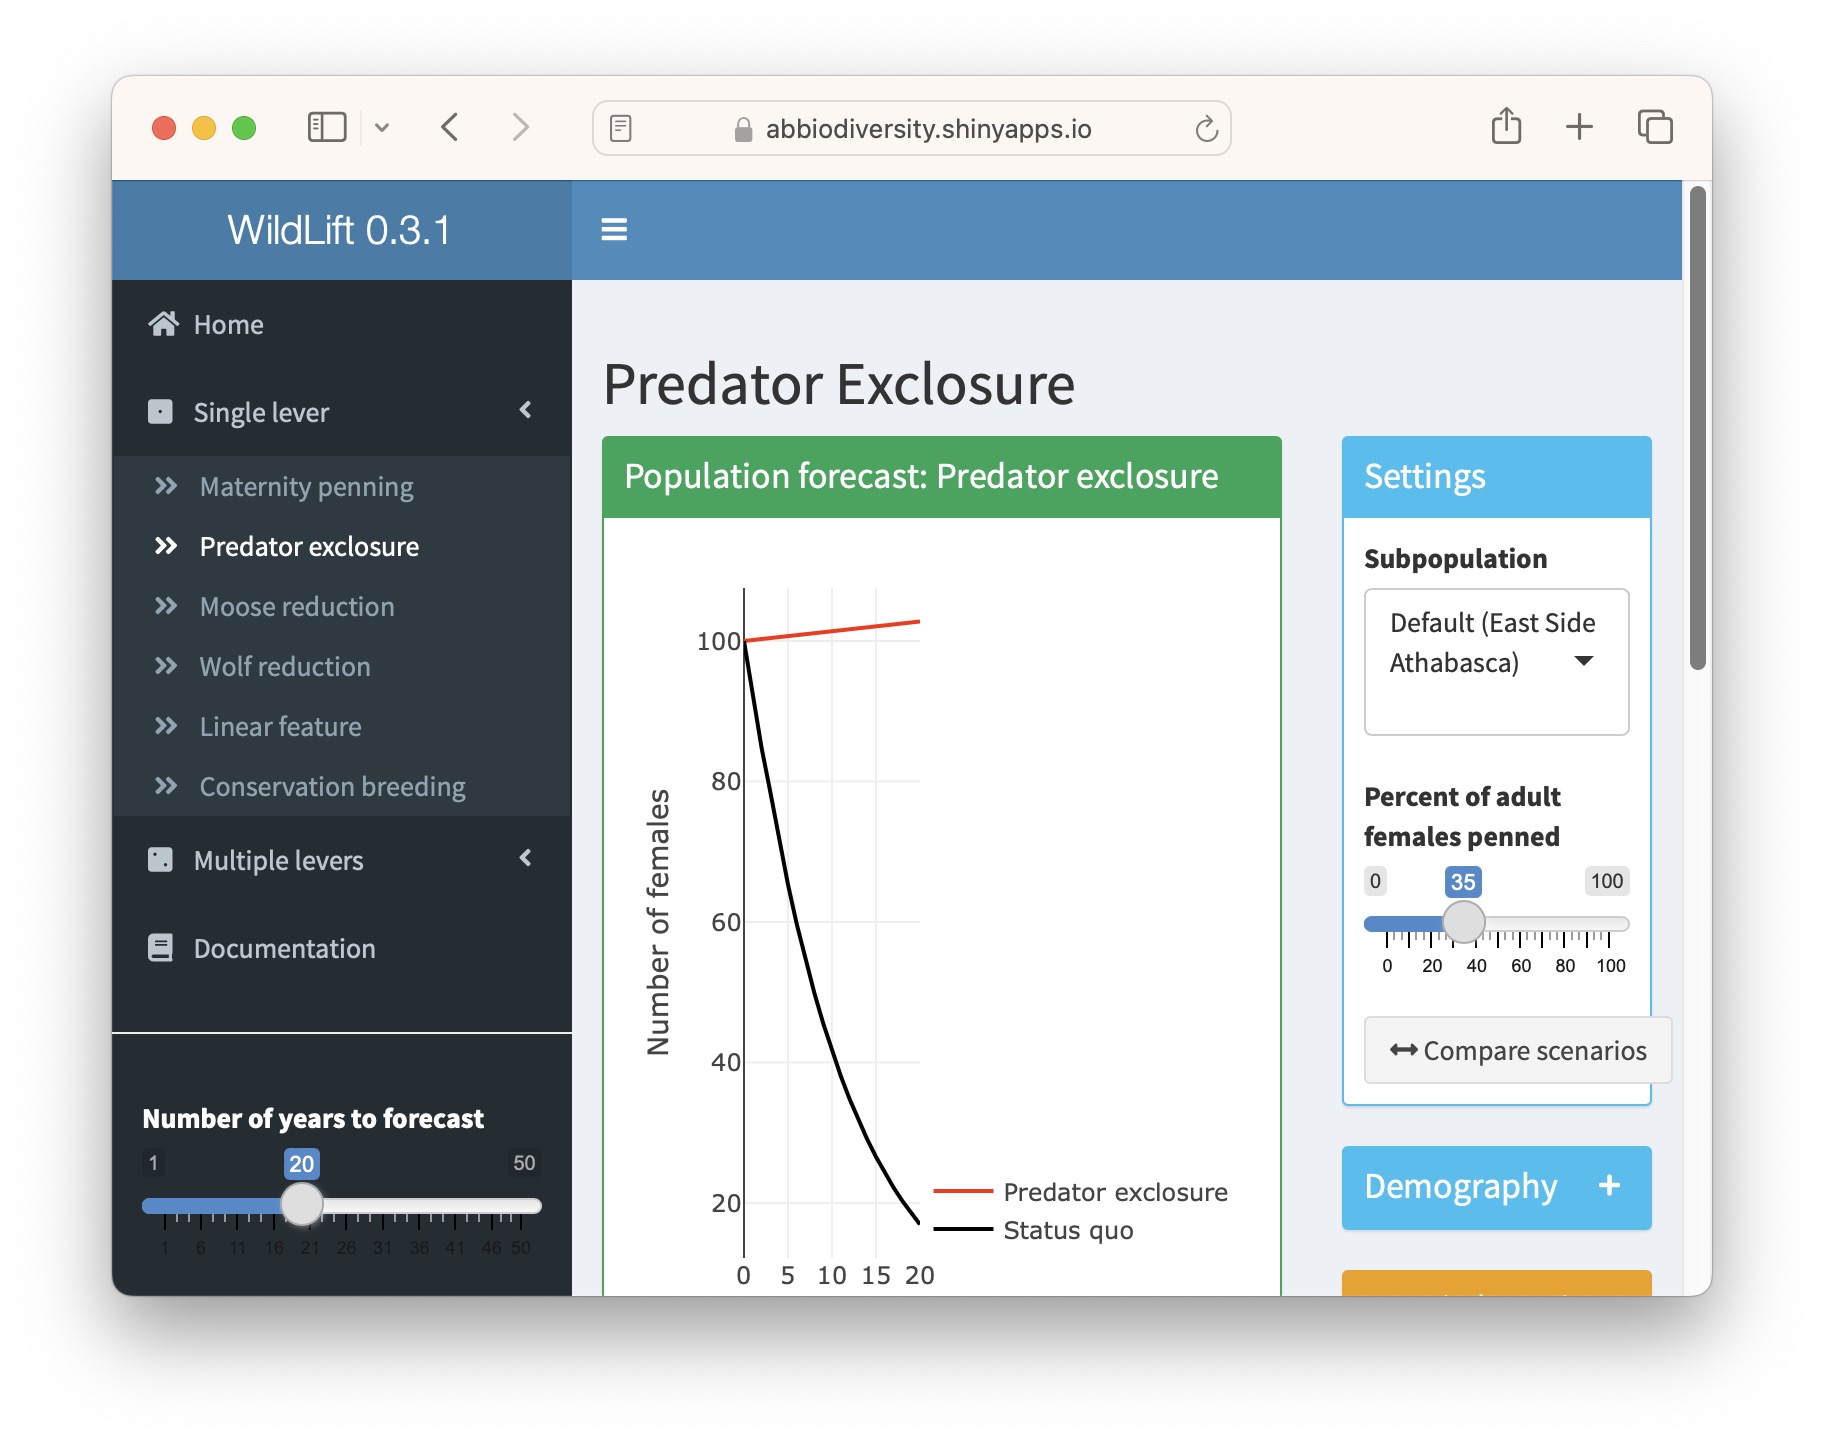 abbiodiversity.shinyapps.io
WildLift 0.3.1
Home
Single lever
Maternity penning
Predator exclosure
Moose reduction
Wolf reduction
Linear feature
Conservation breeding
Multiple levers
Documentation
Number of years to forecast
1 20 50
1 6 11 16 21 26 31 36 41 46 50
Predator Exclosure
Population forecast: Predator exclosure
Number of females
100
80
60
40
20
0 5 10 15 20
Predator exclosure
Status quo
Settings
Subpopulation
Default (East Side
Athabasca)
Percent of adult
females penned
0 35 100
0 20 40 60 80 100
Compare scenarios
Demography